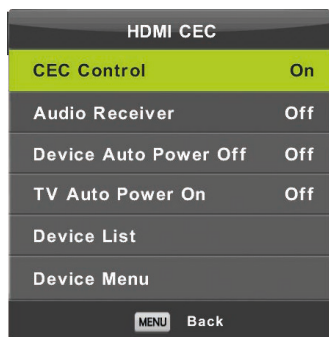 HDMI CEC
CEC Control On
Audio Receiver Off
Device Auto Power Off Off
TV Auto Power On Off
Device List
Device Menu
MENU Back